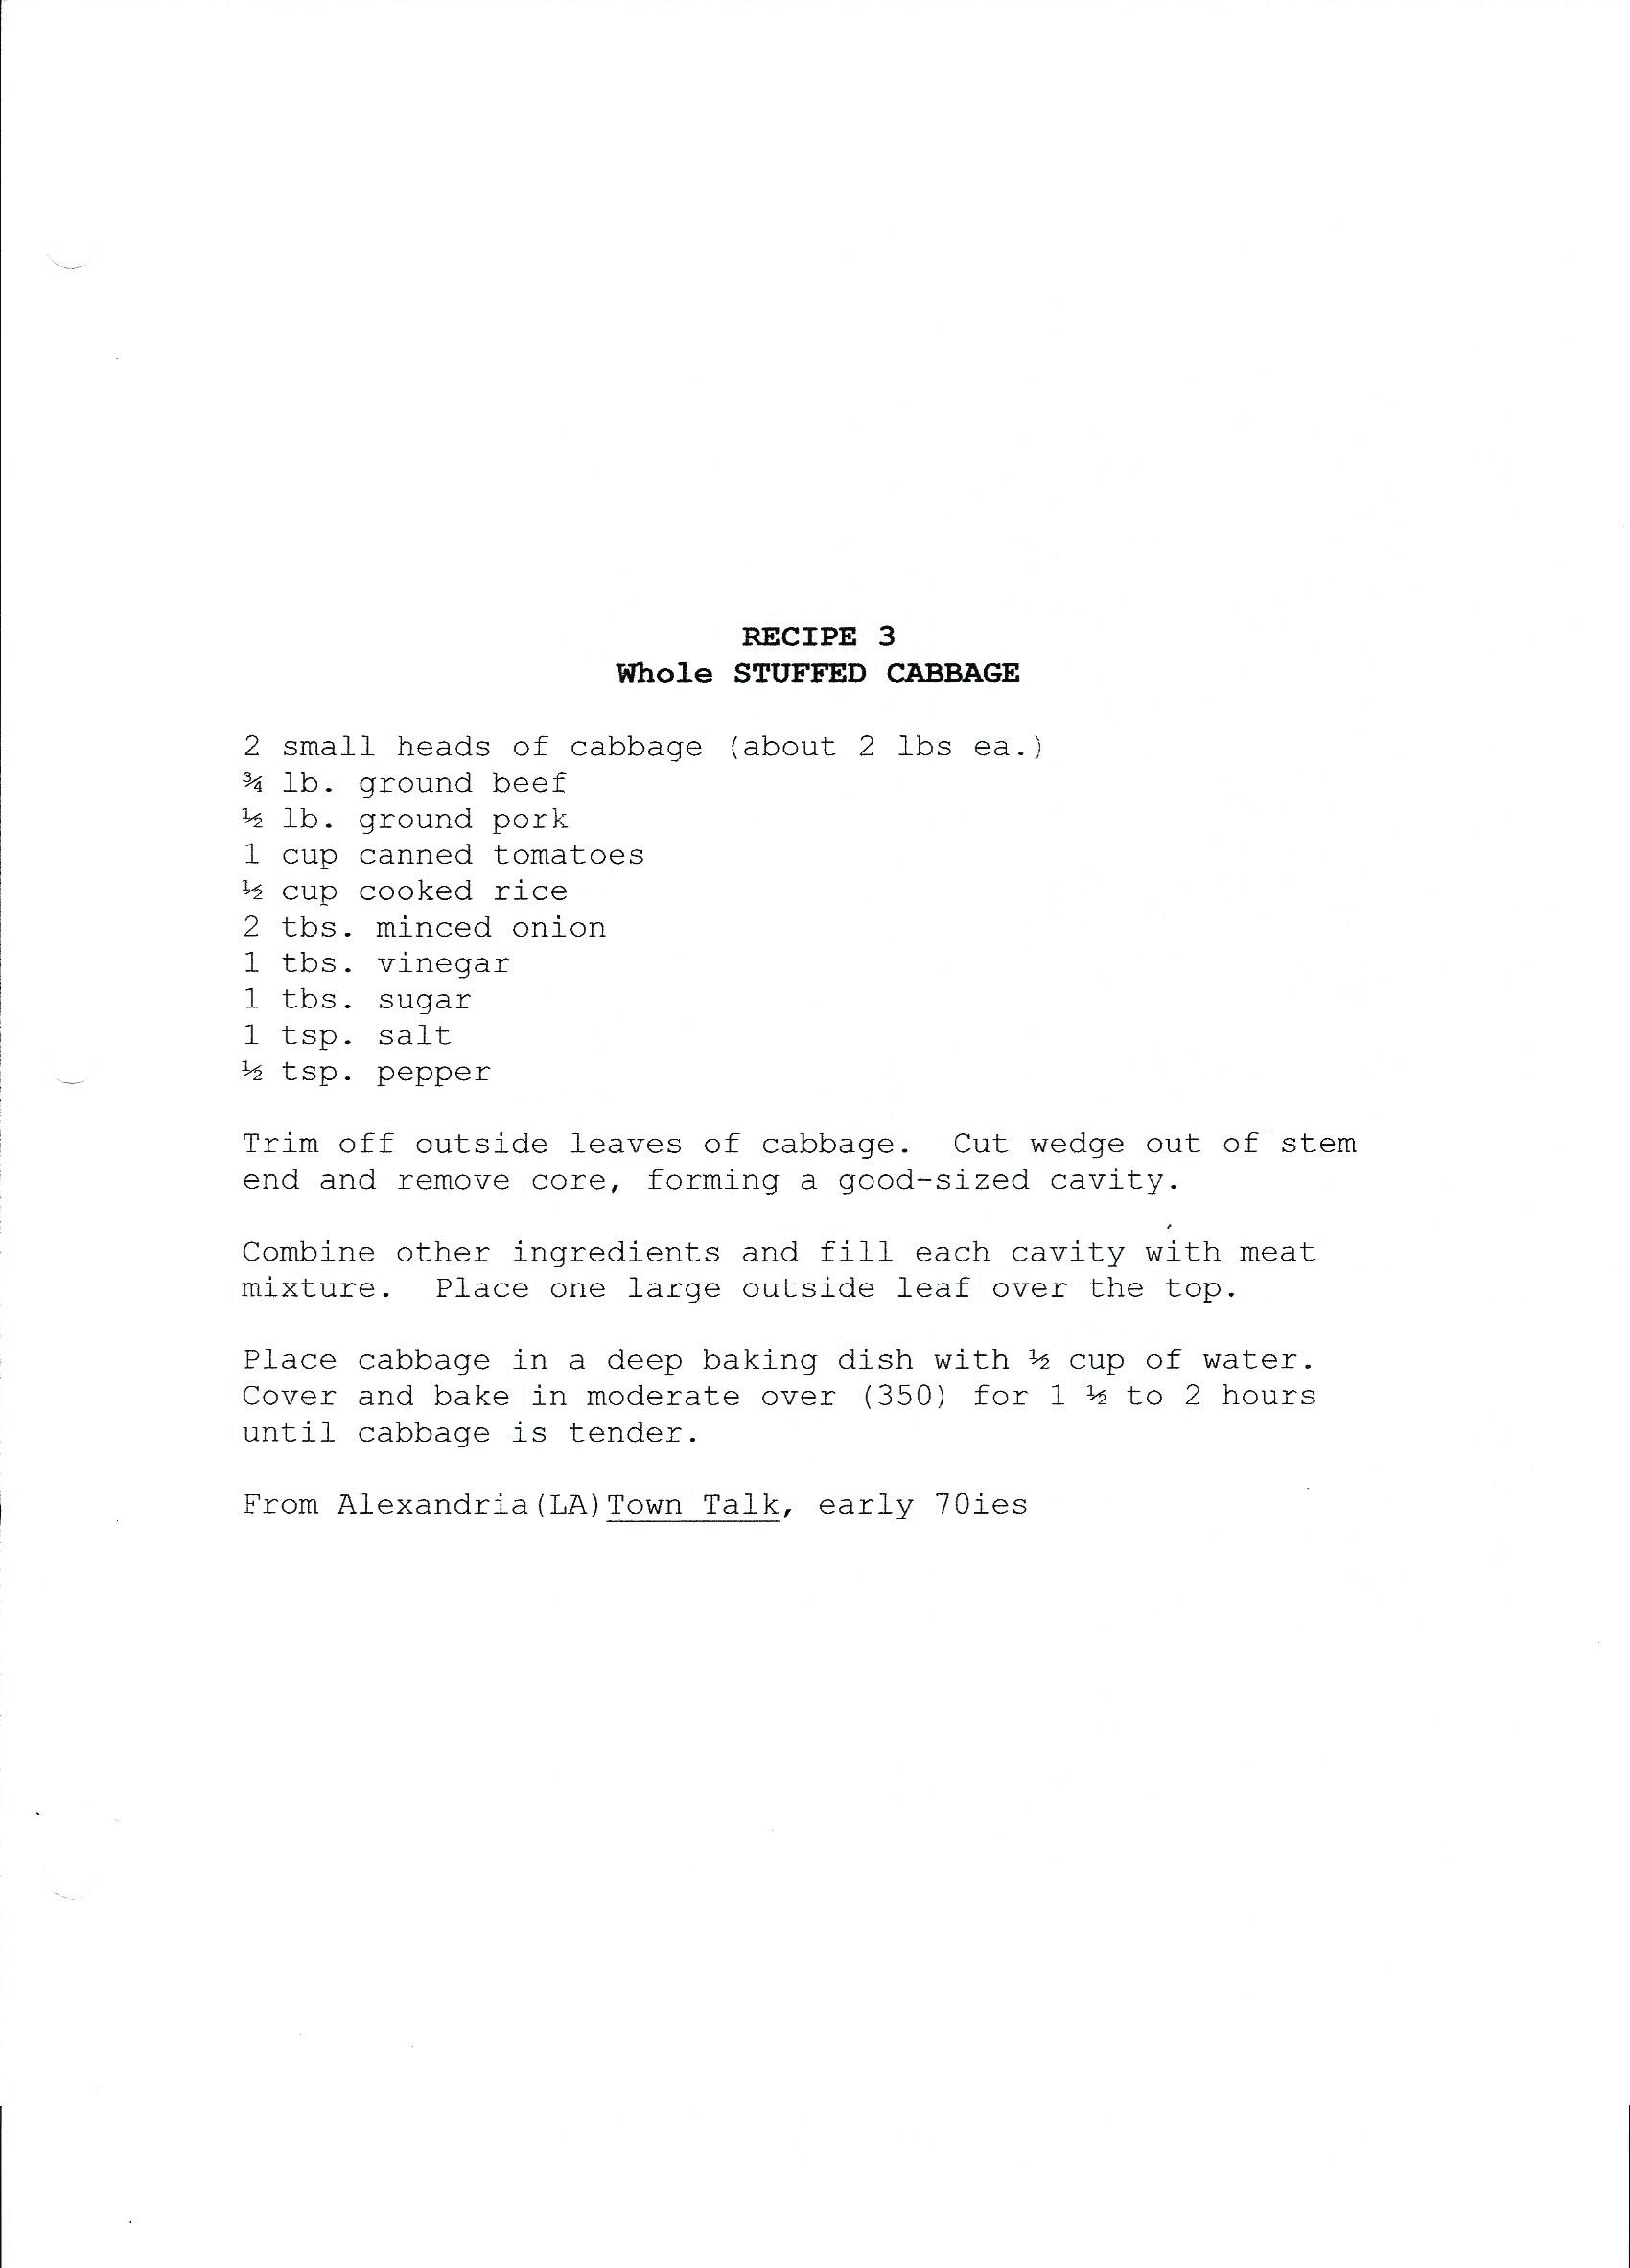 RECIPE 3
Whole STUFFED CABBAGE
2 small heads of cabbage (about 2 lbs ea.)
¾ lb. ground beef
½ lb. ground pork
1 cup canned tomatoes
½ cup cooked rice
2 tbs. minced onion
1 tbs. vinegar
1 tbs. sugar
1 tsp. salt
½ tsp. pepper
Trim off outside leaves of cabbage.  Cut wedge out of stem
end and remove core, forming a good-sized cavity.
Combine other ingredients and fill each cavity with meat
mixture.  Place one large outside leaf over the top.
Place cabbage in a deep baking dish with ½ cup of water.
Cover and bake in moderate over (350) for 1 ½ to 2 hours
until cabbage is tender.
From Alexandria(LA)Town Talk, early 70ies